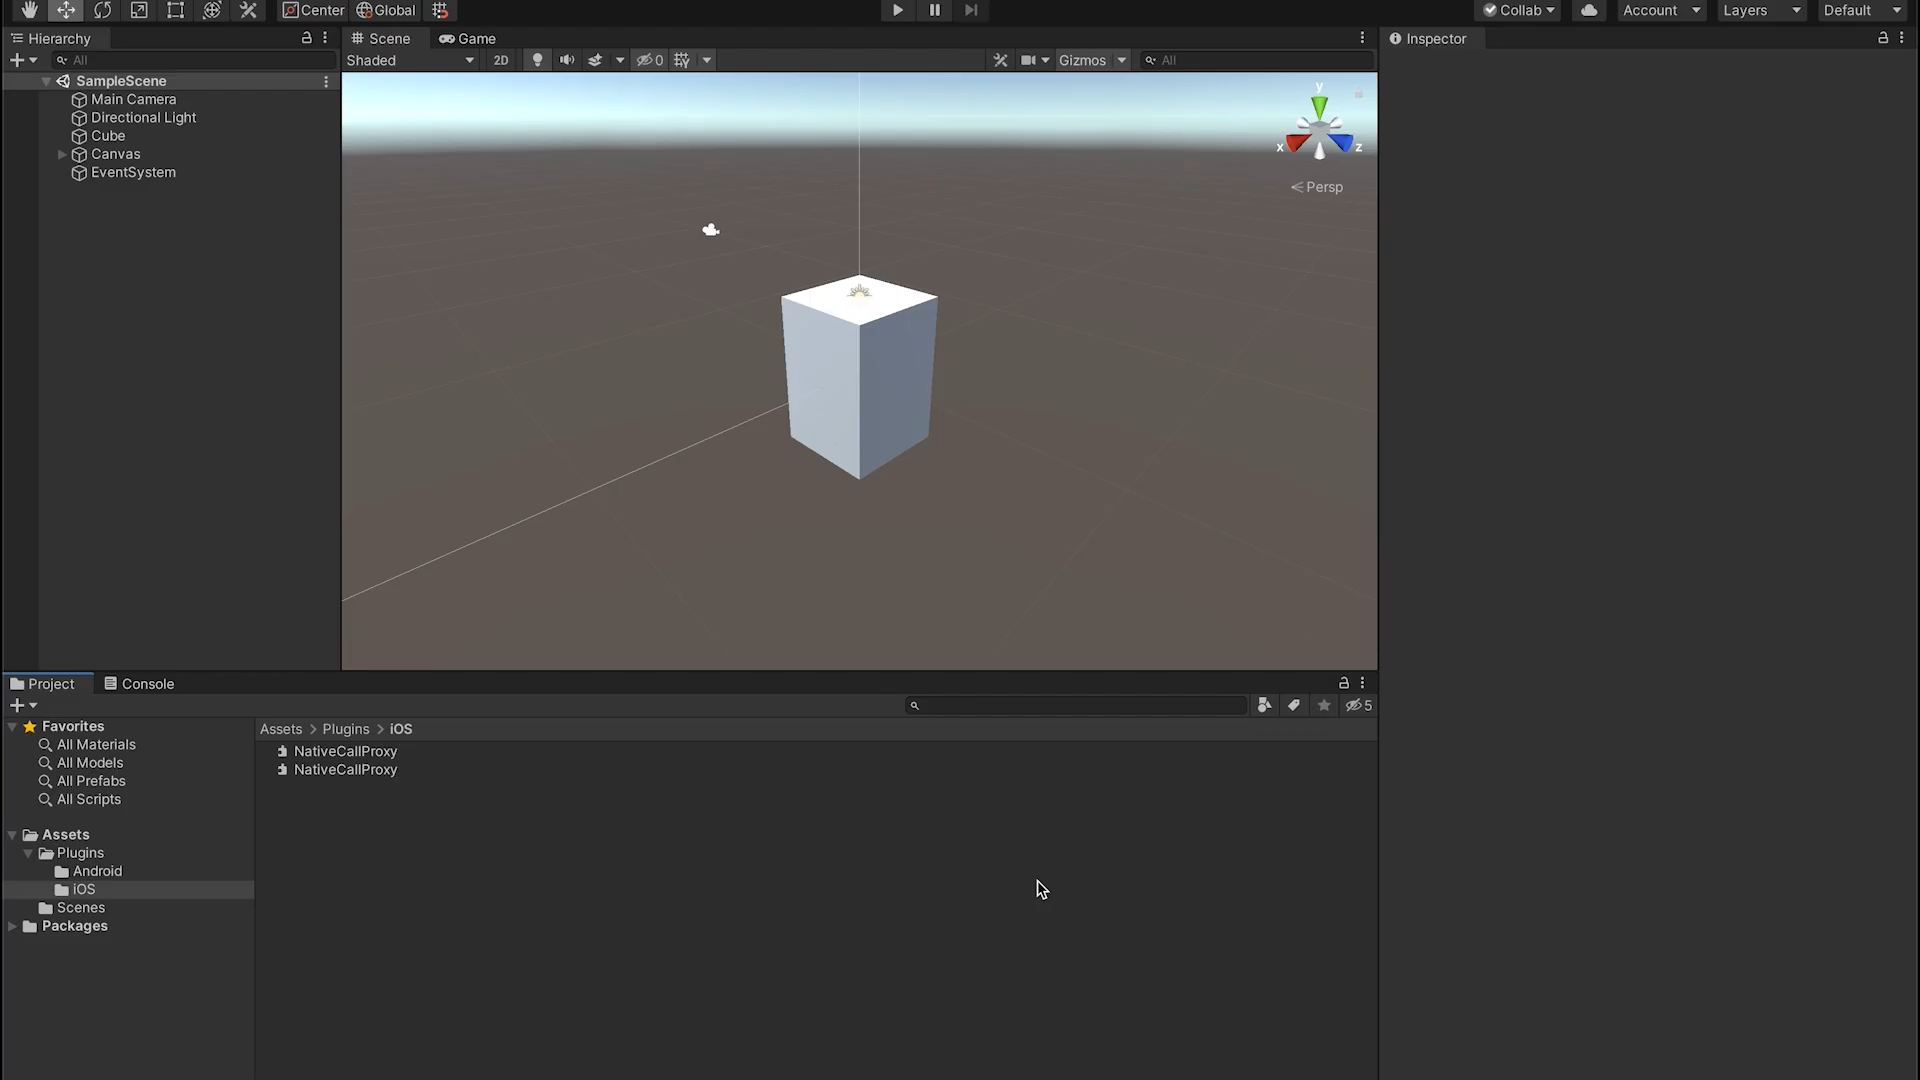 Center Global Collab Account Layers Default
Hierarchy Scene Game Inspector
All Shaded 2D 0 Gizmos All
SampleScene
Main Camera
Directional Light
Cube
Canvas
EventSystem
y
x z
Persp
Project Console
5
Favorites
All Materials
All Models
All Prefabs
All Scripts
Assets
Plugins
Android
iOS
Scenes
Packages
Assets > Plugins > iOS
NativeCallProxy
NativeCallProxy